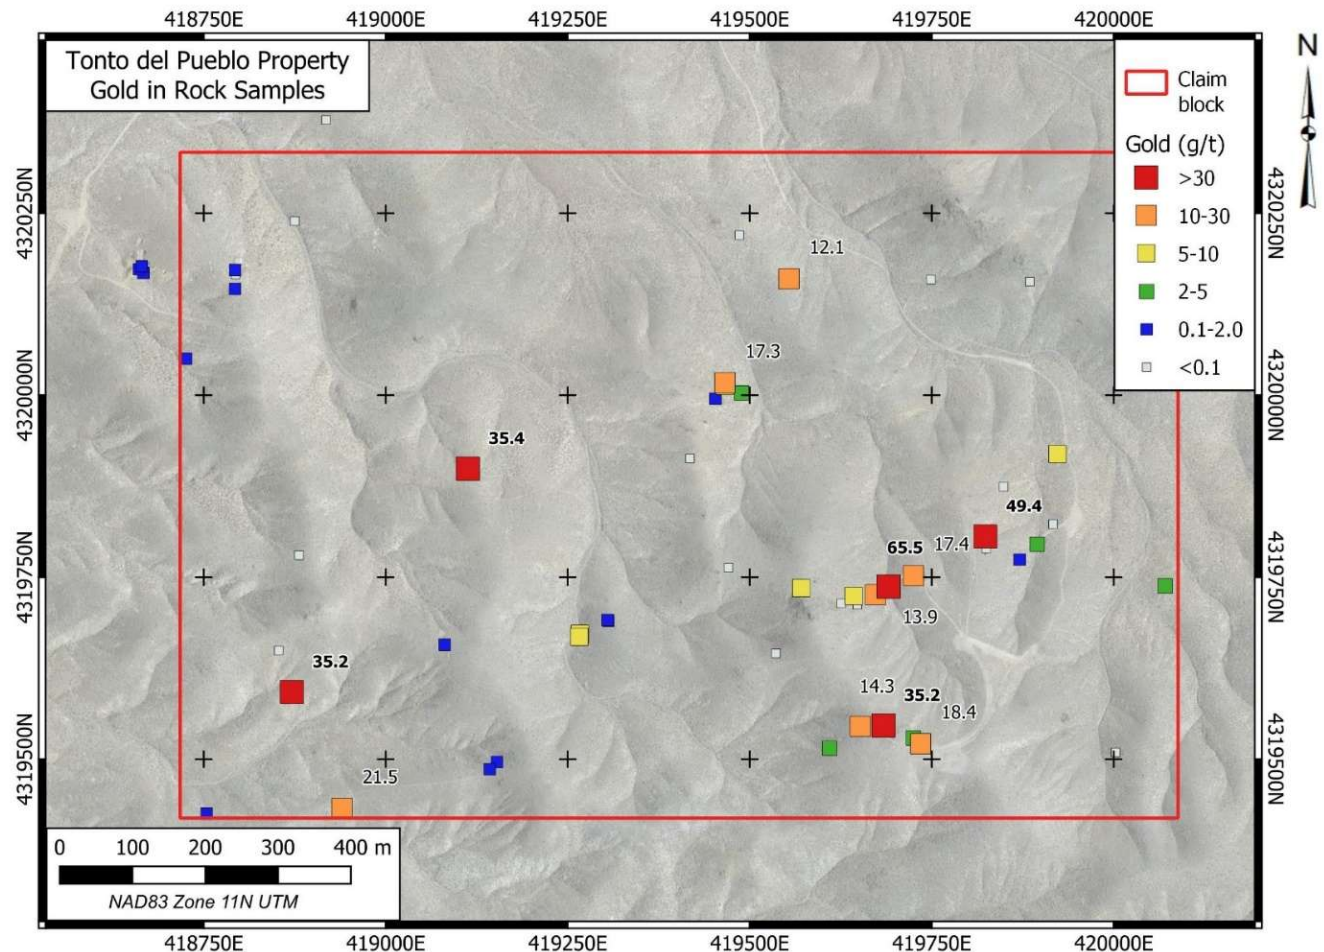 418750E 419000E 419250E 419500E 419750E 420000E
Tonto del Pueblo Property
Gold in Rock Samples
N
Claim
block
Gold (g/t)
>30
10-30
5-10
2-5
0.1-2.0
<0.1
4320250N
4320250N
12.1
17.3
4320000N
4320000N
35.4
49.4
65.5
17.4
4319750N
4319750N
13.9
35.2
14.3
35.2
18.4
4319500N
4319500N
21.5
0 100 200 300 400 m
NAD83 Zone 11N UTM
418750E 419000E 419250E 419500E 419750E 420000E